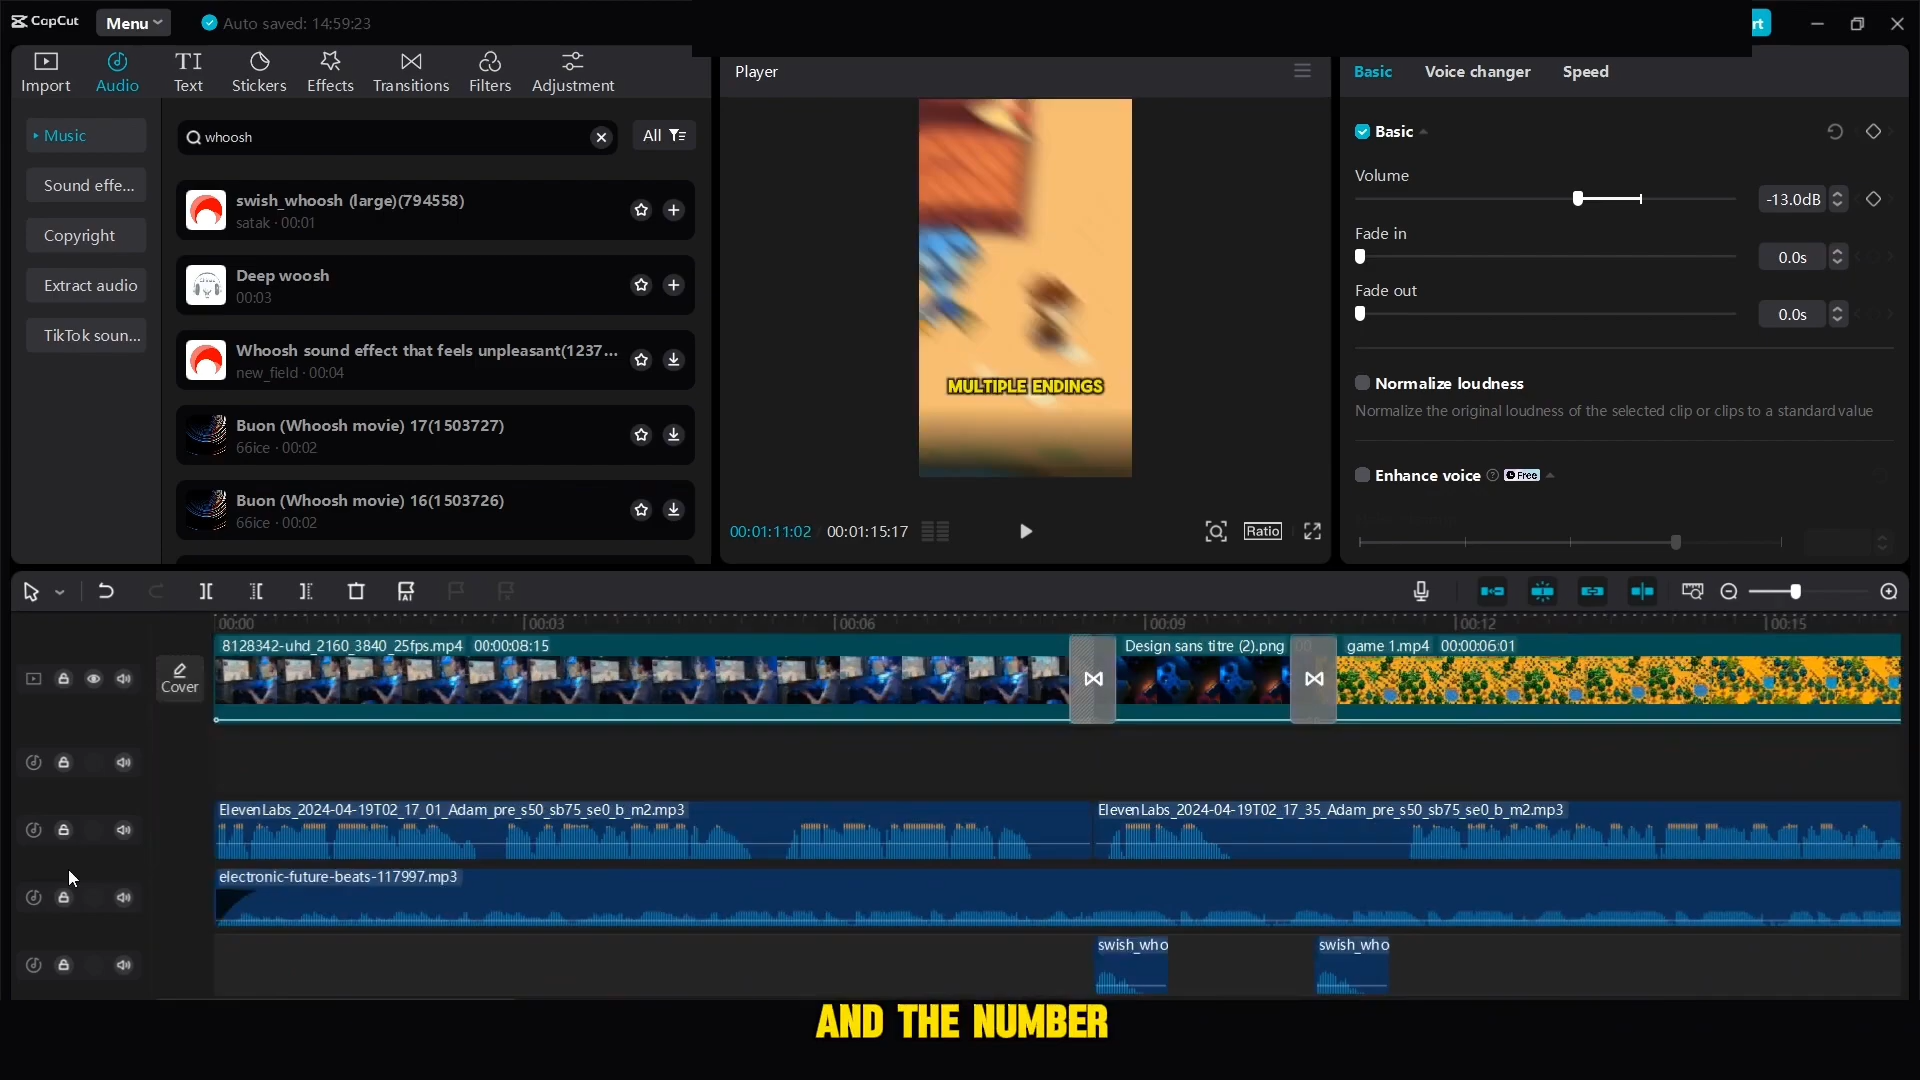 CapCut
Menu
Auto saved: 14:59:23
rt
Import
Audio
TI
Text
Stickers
Effects
Transitions
Filters
Adjustment
Player
Basic
Voice changer
Speed
Music
Sound effe...
Copyright
Extract audio
TikTok soun...
whoosh
All
swish_whoosh (large)(794558)
satak · 00:01
Deep woosh
00:03
Whoosh sound effect that feels unpleasant(1237...
new_field · 00:04
Buon (Whoosh movie) 17(1503727)
66ice · 00:02
Buon (Whoosh movie) 16(1503726)
66ice · 00:02
MULTIPLE ENDINGS
00:01:11:02
00:01:15:17
Ratio
Basic
Volume
-13.0dB
Fade in
0.0s
Fade out
0.0s
Normalize loudness
Normalize the original loudness of the selected clip or clips to a standard value
Enhance voice
Free
00:00
00:03
00:06
00:09
00:12
00:15
Cover
8128342-uhd_2160_3840_25fps.mp4 00:00:08:15
Design sans titre (2).png 00
game 1.mp4 00:00:06:01
ElevenLabs_2024-04-19T02_17_01_Adam_pre_s50_sb75_se0_b_m2.mp3
ElevenLabs_2024-04-19T02_17_35_Adam_pre_s50_sb75_se0_b_m2.mp3
electronic-future-beats-117997.mp3
swish_who
swish_who
AND THE NUMBER